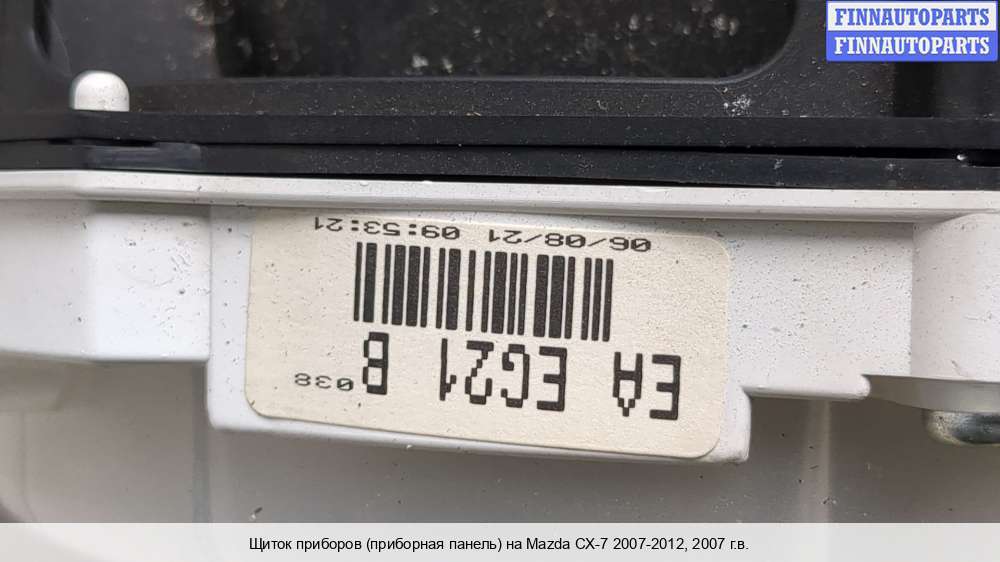 FINNAUTOPARTS
FINNAUTOPARTS
EA EG21 B 038
06/08/21 09:53:21
Щиток приборов (приборная панель) на Mazda CX-7 2007-2012, 2007 г.в.